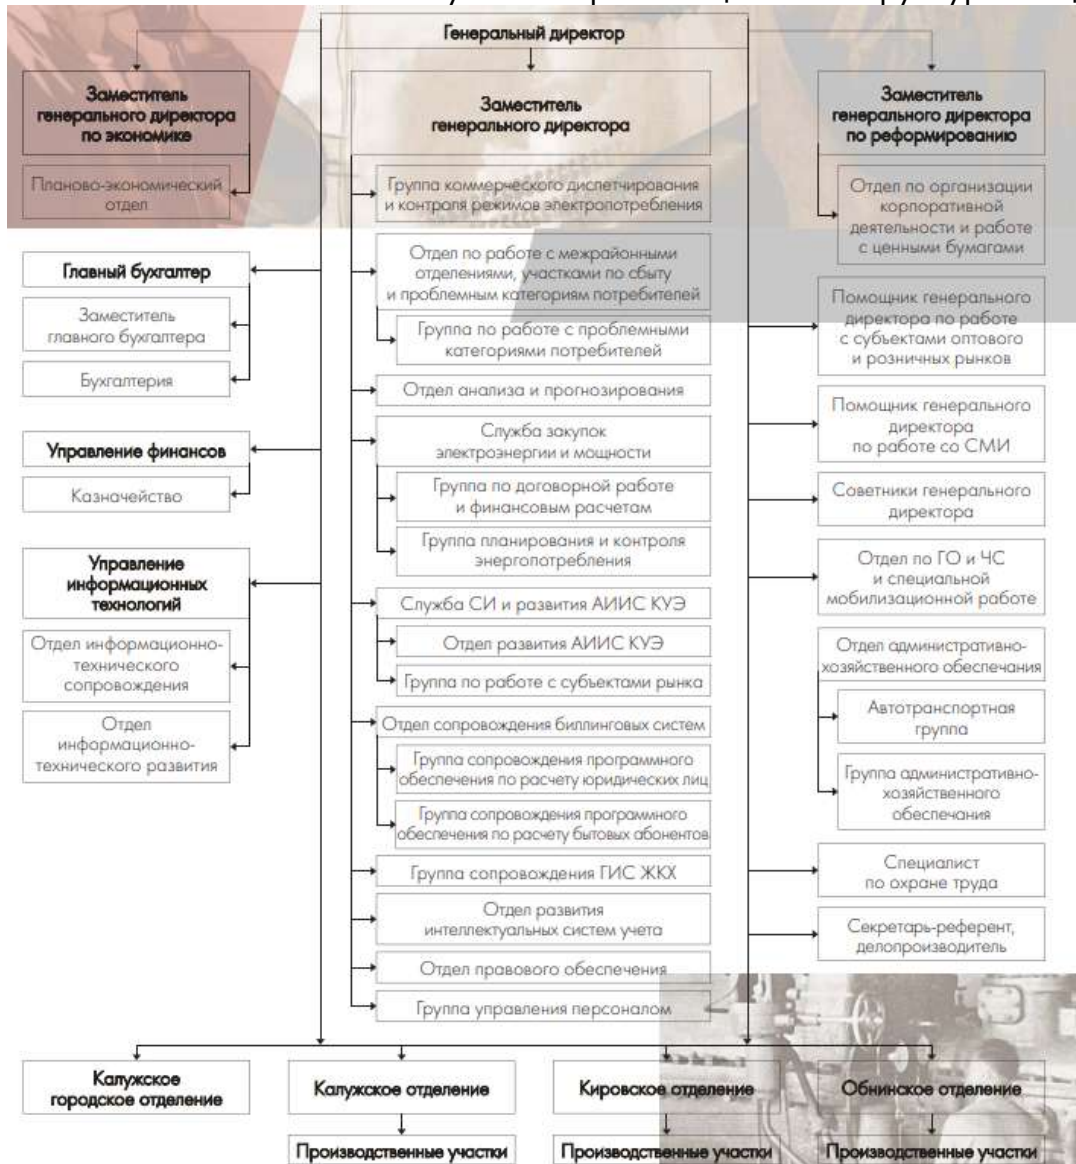 Генеральный директор
Заместитель
генерального директора
по экономике
Планово-экономический
отдел
Главный бухгалтер
Заместитель
главного бухгалтера
Бухгалтерия
Управление финансов
Казначейство
Управление
информационных
технологий
Отдел информационно-
технического
сопровождения
Отдел
информационно-
технического развития
Заместитель
генерального директора
Группа коммерческого диспетчирования
и контроля режимов электропотребления
Отдел по работе с межрайонными
отделениями, участками по сбыту
и проблемным категориям потребителей
Группа по работе с проблемными
категориями потребителей
Отдел анализа и прогнозирования
Служба закупок
электроэнергии и мощности
Группа по договорной работе
и финансовым расчетам
Группа планирования и контроля
энергопотребления
Служба СИ и развития АИИС КУЭ
Отдел развития АИИС КУЭ
Группа по работе с субъектами рынка
Отдел сопровождения биллинговых систем
Группа сопровождения программного
обеспечения по расчету юридических лиц
Группа сопровождения программного
обеспечения по расчету бытовых абонентов
Группа сопровождения ГИС ЖКХ
Отдел развития
интеллектуальных систем учета
Отдел правового обеспечения
Группа управления персоналом
Заместитель
генерального директора
по реформированию
Отдел по организации
корпоративной
деятельности и работе
с ценными бумагами
Помощник генерального
директора по работе
с субъектами оптового
и розничных рынков
Помощник генерального
директора
по работе со СМИ
Советники генерального
директора
Отдел по ГО и ЧС
и специальной
мобилизационной работе
Отдел административно-
хозяйственного обеспечания
Автотранспортная
группа
Группа административно-
хозяйственного
обеспечания
Специалист
по охране труда
Секретарь-референт,
делопроизводитель
Калужское
городское отделение
Калужское отделение
Кировское отделение
Обнинское отделение
Производственные участки
Производственные участки
Производственные участки